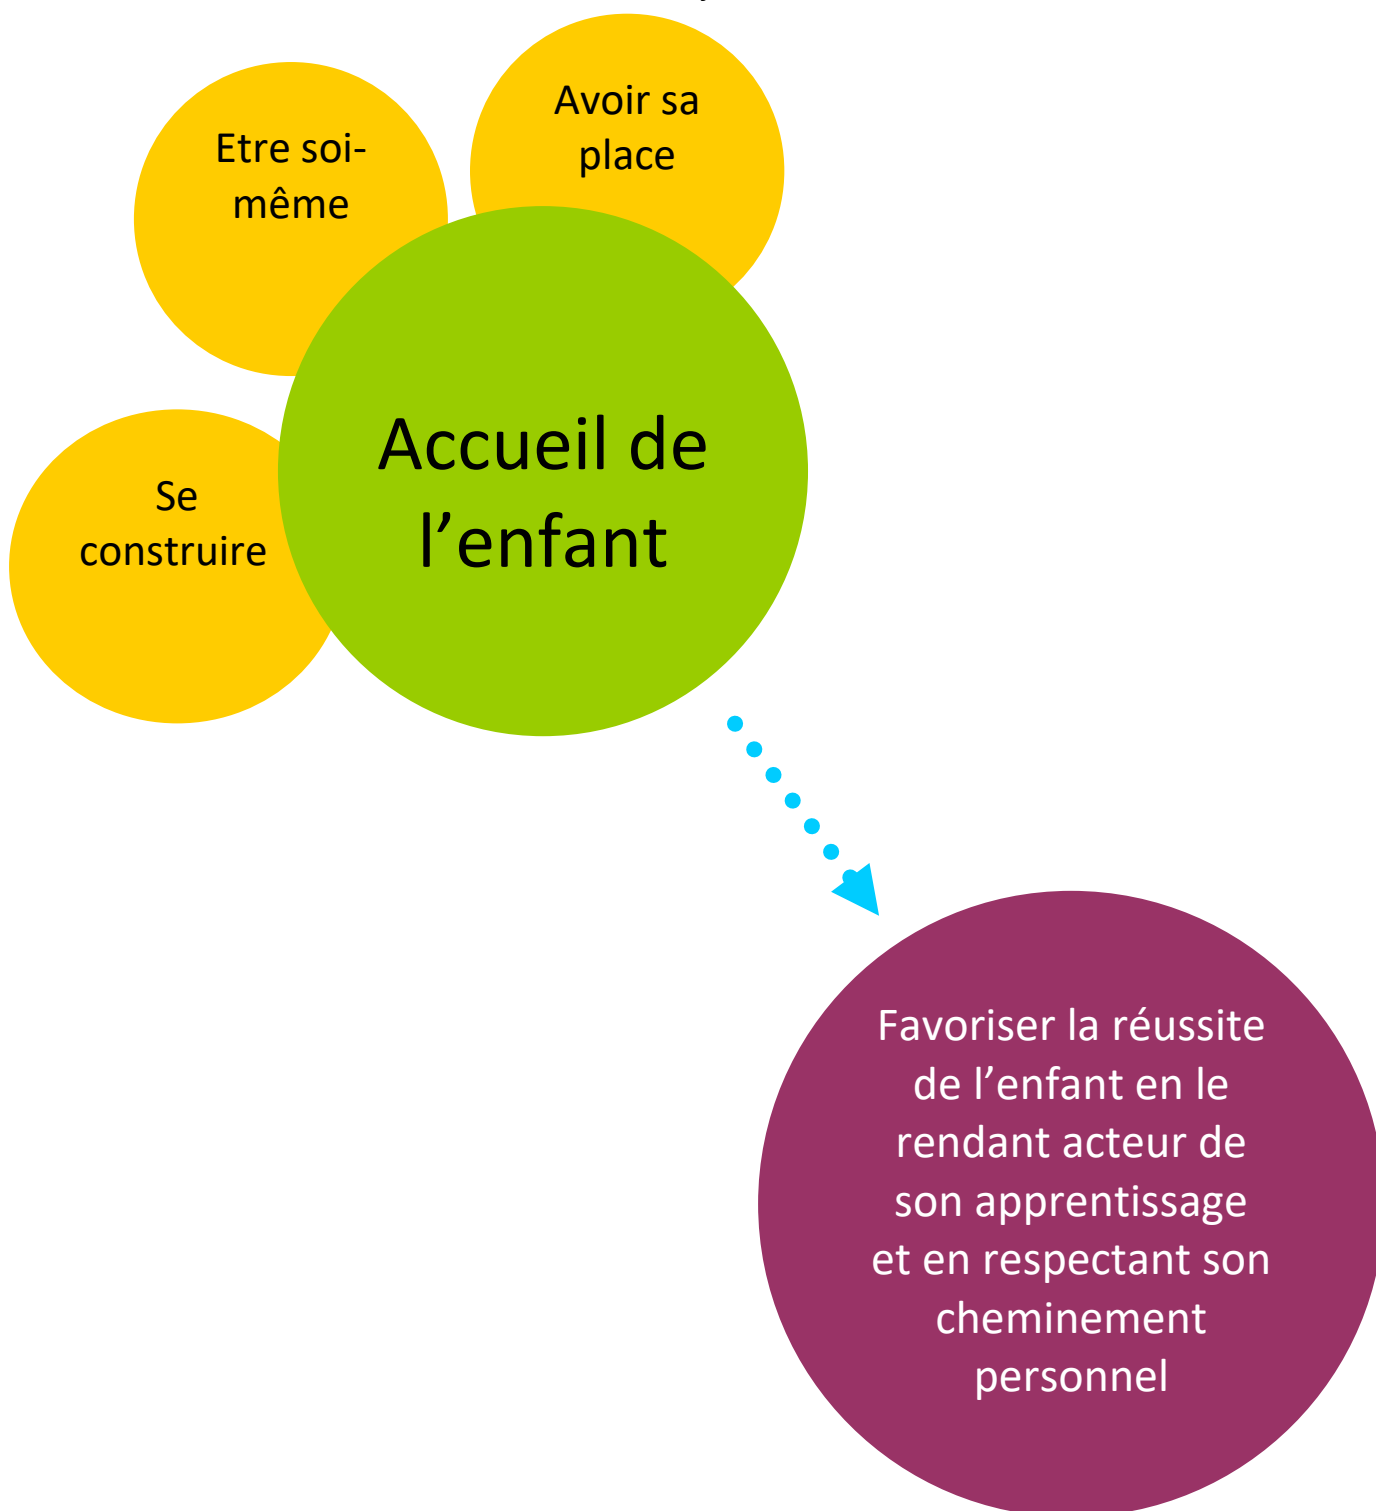 Avoir sa
place
Etre soi-
même
Accueil de
l’enfant
Se
construire
Favoriser la réussite
de l’enfant en le
rendant acteur de
son apprentissage
et en respectant son
cheminement
personnel